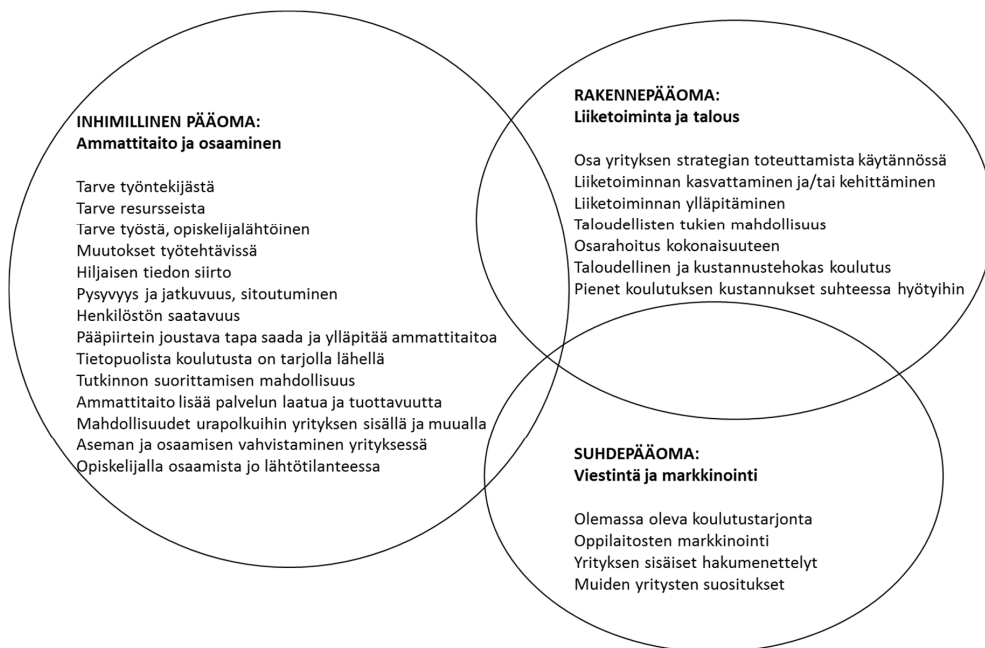 INHIMILLINEN PÄÄOMA:
Ammattitaito ja osaaminen
Tarve työntekijästä
Tarve resursseista
Tarve työstä, opiskelijalähtöinen
Muutokset työtehtävissä
Hiljaisen tiedon siirto
Pysyvyys ja jatkuvuus, sitoutuminen
Henkilöstön saatavuus
Pääpiirtein joustava tapa saada ja ylläpitää ammattitaitoa
Tietopuolista koulutusta on tarjolla lähellä
Tutkinnon suorittamisen mahdollisuus
Ammattitaito lisää palvelun laatua ja tuottavuutta
Mahdollisuudet urapolkuihin yrityksen sisällä ja muualla
Aseman ja osaamisen vahvistaminen yrityksessä
Opiskelijalla osaamista jo lähtötilanteessa
RAKENNEPÄÄOMA:
Liiketoiminta ja talous
Osa yrityksen strategian toteuttamista käytännössä
Liiketoiminnan kasvattaminen ja/tai kehittäminen
Liiketoiminnan ylläpitäminen
Taloudellisten tukien mahdollisuus
Osarahoitus kokonaisuuteen
Taloudellinen ja kustannustehokas koulutus
Pienet koulutuksen kustannukset suhteessa hyötyihin
SUHDEPÄÄOMA:
Viestintä ja markkinointi
Olemassa oleva koulutustarjonta
Oppilaitosten markkinointi
Yrityksen sisäiset hakumenettelyt
Muiden yritysten suositukset